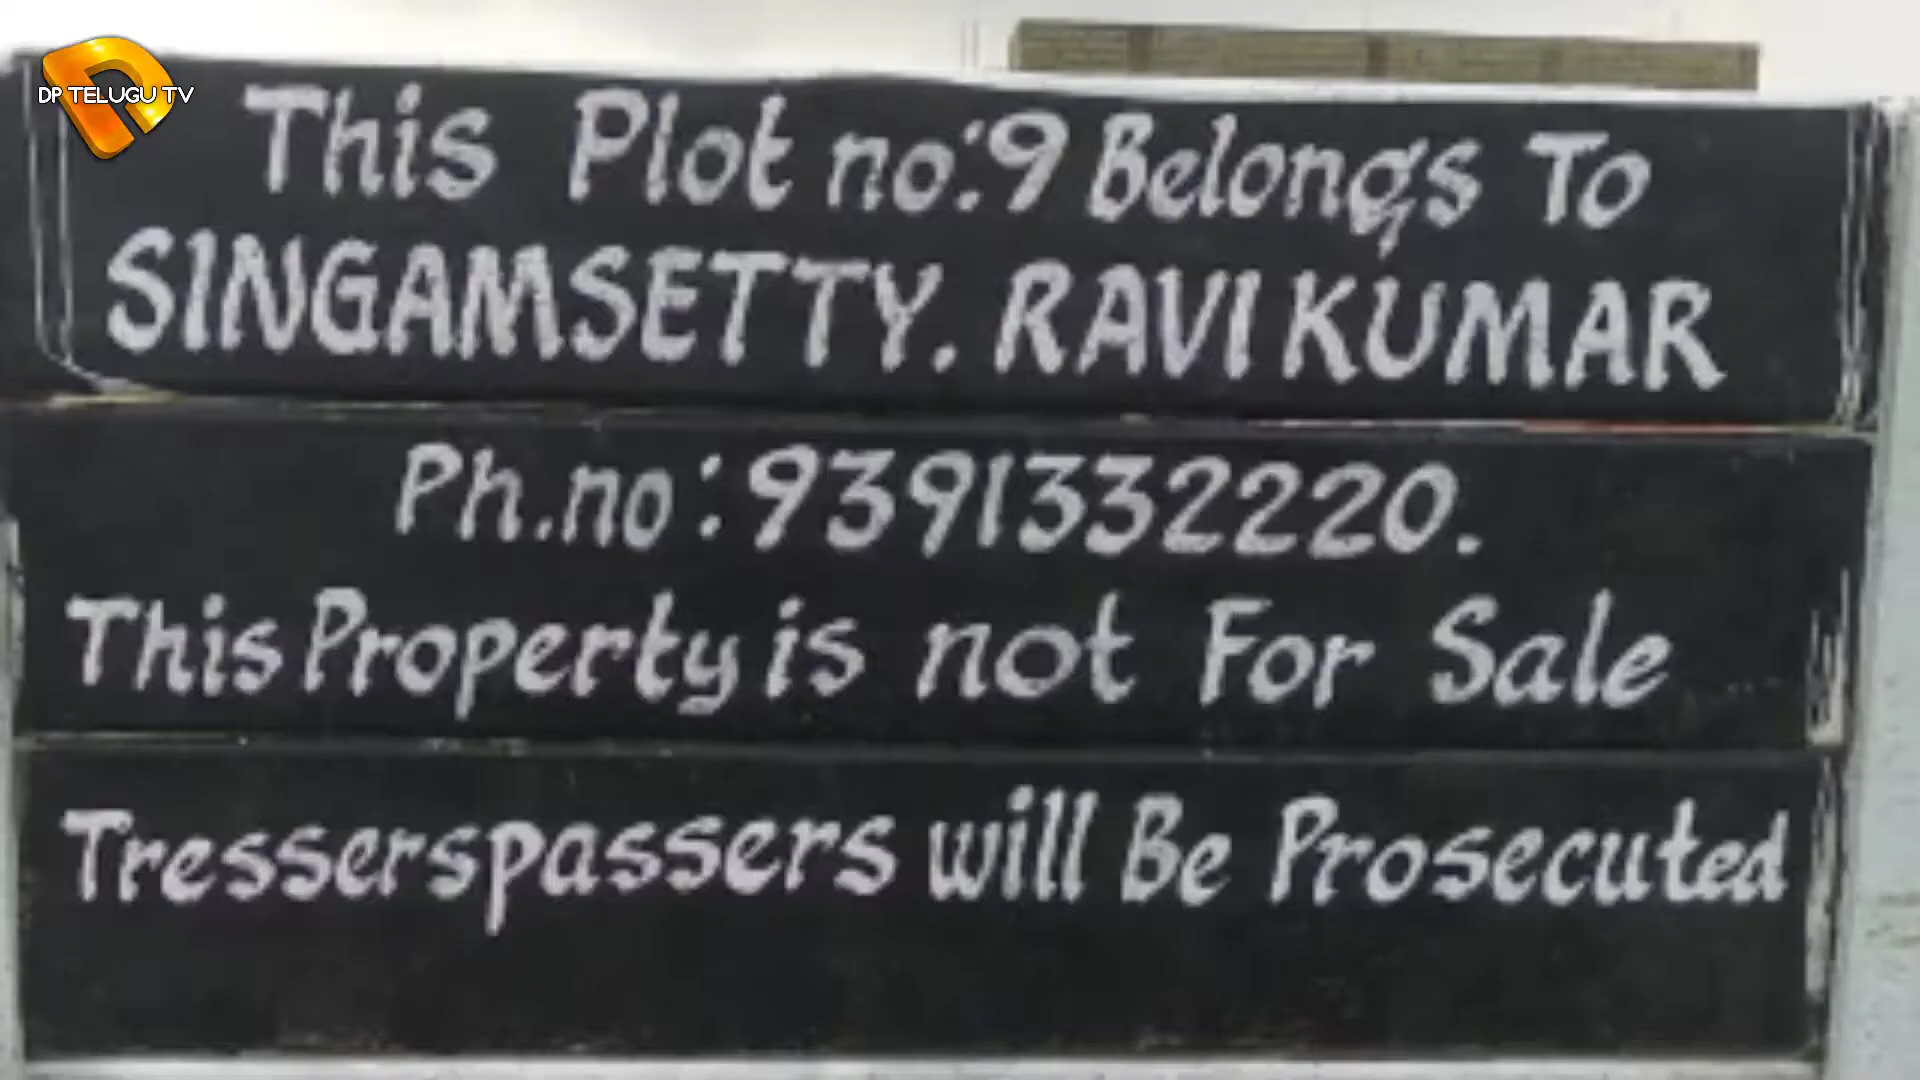 DP TELUGU TV
This Plot no:9 Belongs To
SINGAMSETTY. RAVI KUMAR
Ph.no:9391332220.
This Property is not For Sale
Tresserspassers will Be Prosecuted